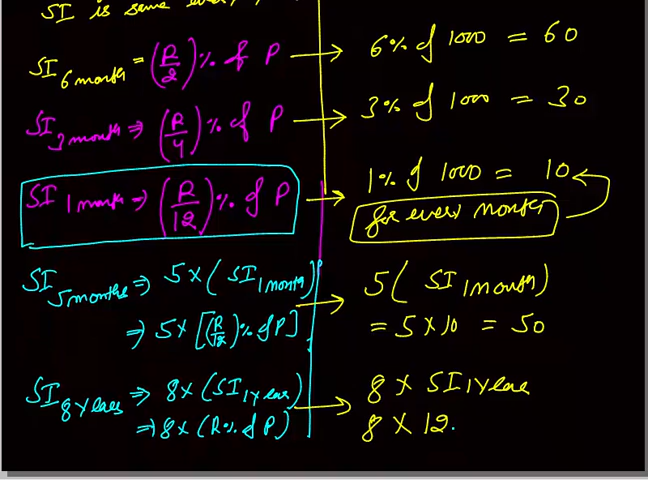 SI is same every
SI 6 month = (R/2)% of P → 6% of 1000 = 60
SI 3 month ⇒ (R/4)% of P → 3% of 1000 = 30
SI 1 month ⇒ (R/12)% of P → 1% of 1000 = 10
for every month
SI 5 months ⇒ 5 × (SI 1 month) → 5 (SI 1 month)
⇒ 5 × [(R/12)% of P] = 5 × 10 = 50
SI 8 years ⇒ 8 × (SI 1 year) → 8 × SI 1 year
⇒ 8 × (R% of P) 8 × 12.